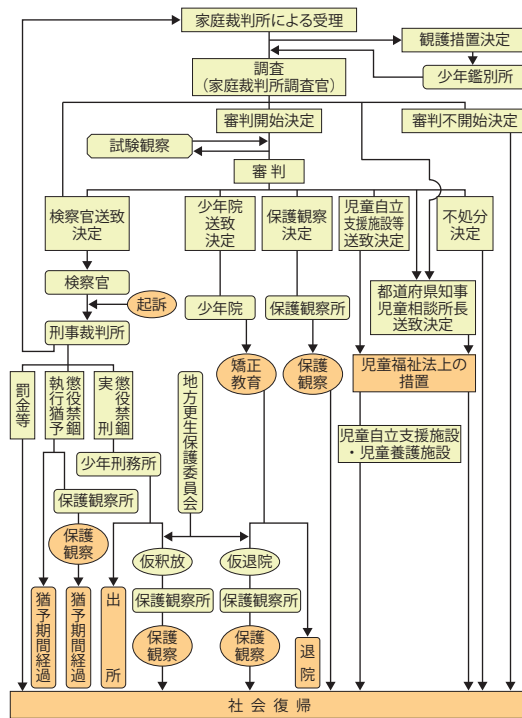 家庭裁判所による受理
観護措置決定
少年鑑別所
調査
(家庭裁判所調査官)
審判開始決定
審判不開始決定
試験観察
審判
検察官送致
決定
少年院
送致
決定
保護観察
決定
児童自立
支援施設等
送致決定
不処分
決定
検察官
起訴
刑事裁判所
少年院
保護観察所
都道府県知事
児童相談所長
送致決定
矯正
教育
保護
観察
児童福祉法上の
措置
罰金等
懲役禁錮
執行猶予
懲役禁錮
実刑
地方更生保護委員会
児童自立支援施設
・児童養護施設
少年刑務所
保護観察所
保護
観察
仮釈放
仮退院
保護観察所
保護観察所
保護
観察
保護
観察
猶予期間経過
猶予期間経過
出所
退院
社会復帰